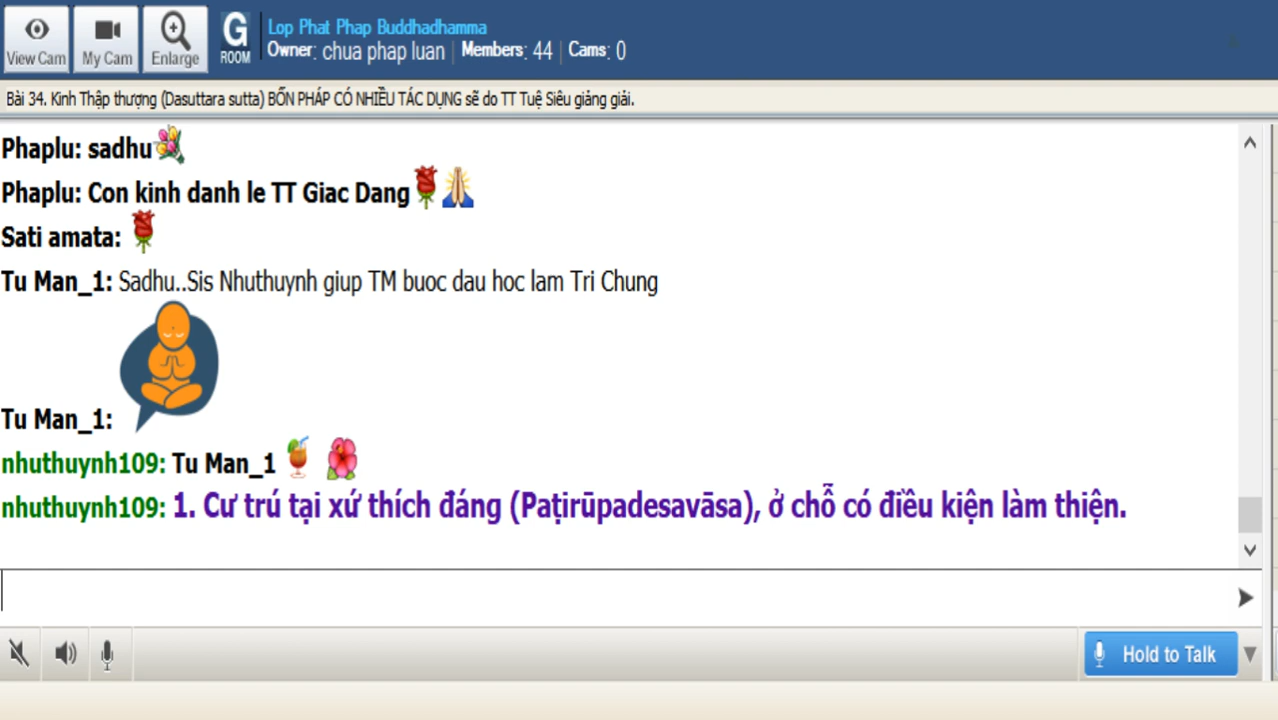 View Cam
My Cam
Enlarge
G
ROOM
Lop Phat Phap Buddhadhamma
Owner: chua phap luan | Members: 44 | Cams: 0
Bài 34. Kinh Thập thượng (Dasuttara sutta) BỐN PHÁP CÓ NHIỀU TÁC DỤNG sẽ do TT Tuệ Siêu giảng giải.
Phaplu: sadhu
Phaplu: Con kinh danh le TT Giac Dang
Sati amata:
Tu Man_1: Sadhu..Sis Nhuthuynh giup TM buoc dau hoc lam Tri Chung
Tu Man_1:
nhuthuynh109: Tu Man_1
nhuthuynh109: 1. Cư trú tại xứ thích đáng (Paṭirūpadesavāsa), ở chỗ có điều kiện làm thiện.
Hold to Talk